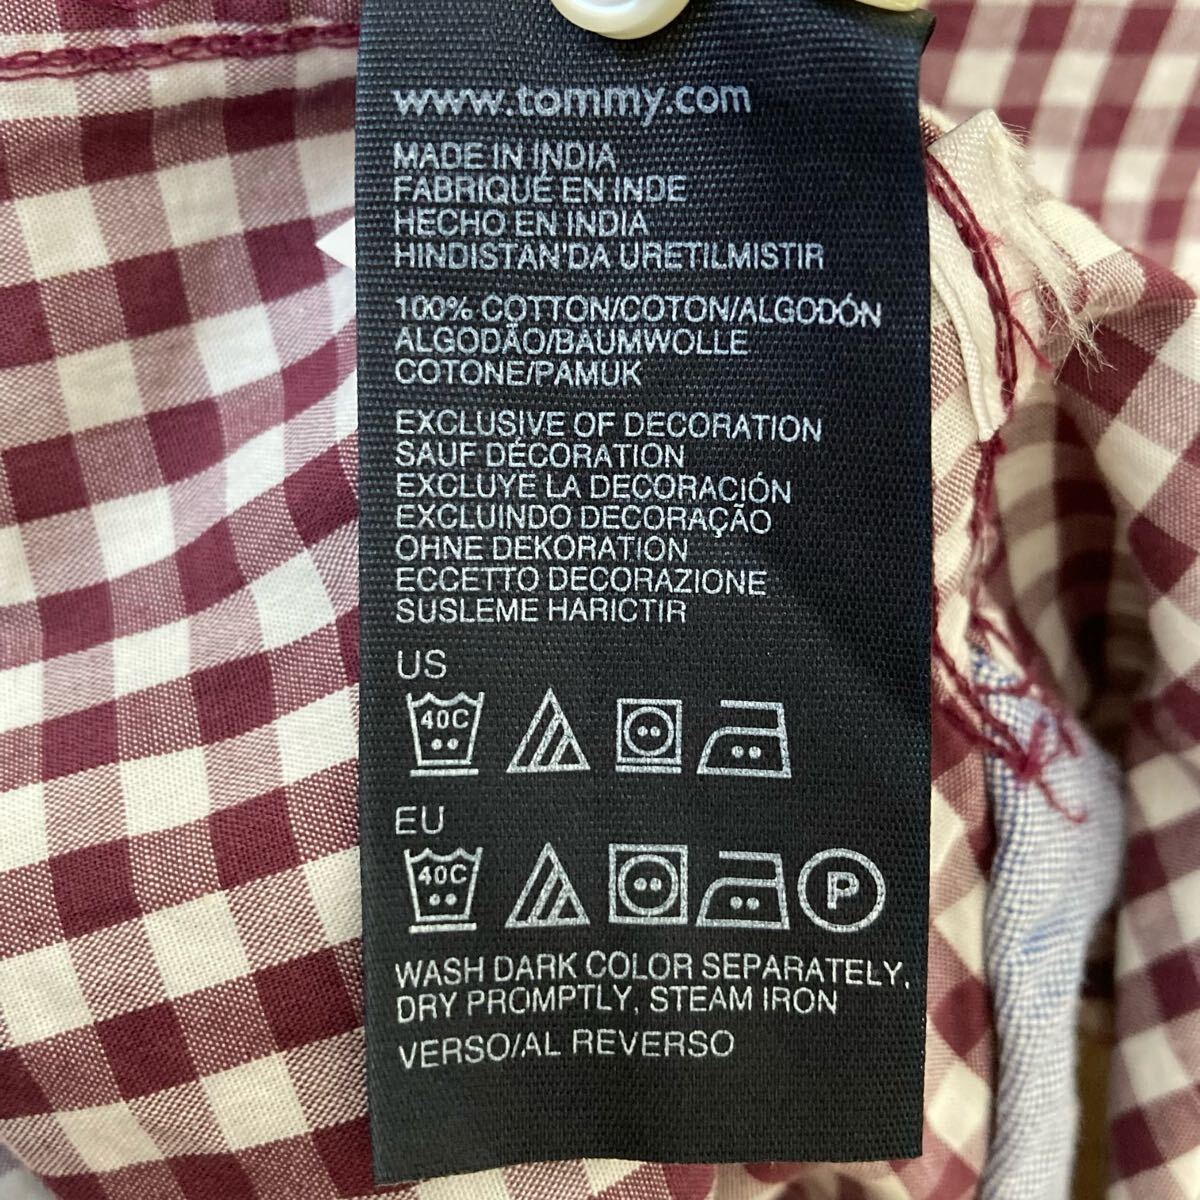 www.tommy.com
MADE IN INDIA
FABRIQUÉ EN INDE
HECHO EN INDIA
HINDISTAN'DA URETILMISTIR
100% COTTON/COTON/ALGODÓN
ALGODÃO/BAUMWOLLE
COTONE/PAMUK
EXCLUSIVE OF DECORATION
SAUF DÉCORATION
EXCLUYE LA DECORACIÓN
EXCLUINDO DECORAÇÃO
OHNE DEKORATION
ECCETTO DECORAZIONE
SUSLEME HARICTIR
US
40C
EU
40C P
WASH DARK COLOR SEPARATELY,
DRY PROMPTLY, STEAM IRON
VERSO/AL REVERSO